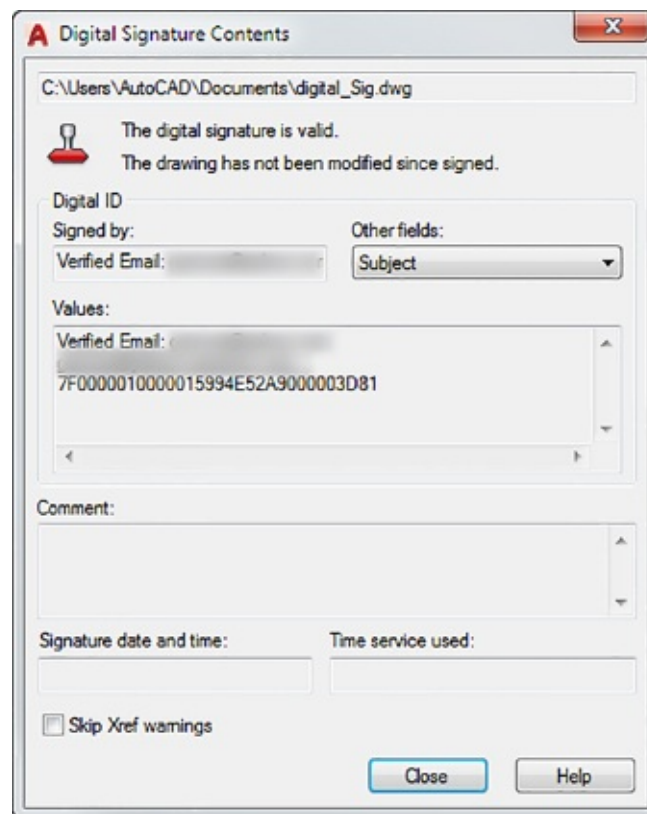 Digital Signature Contents
C:\Users\AutoCAD\Documents\digital_Sig.dwg
The digital signature is valid.
The drawing has not been modified since signed.
Digital ID
Signed by:
Other fields:
Verified Email:
Subject
Values:
Verified Email:
7F0000010000015994E52A9000003D81
Comment:
Signature date and time:
Time service used:
Skip Xref warnings
Close
Help